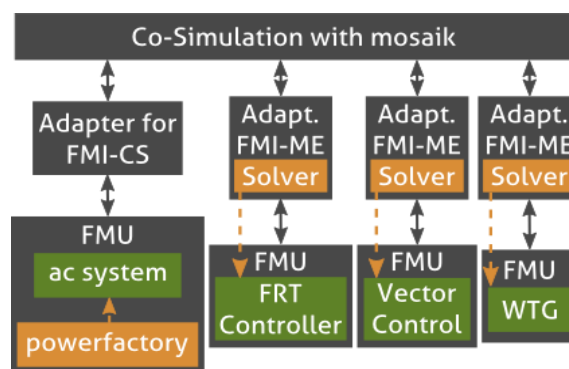 Co-Simulation with mosaik
Adapter for
FMI-CS
Adapt.
FMI-ME
Solver
Adapt.
FMI-ME
Solver
Adapt.
FMI-ME
Solver
FMU
ac system
powerfactory
FMU
FRT
Controller
FMU
Vector
Control
FMU
WTG